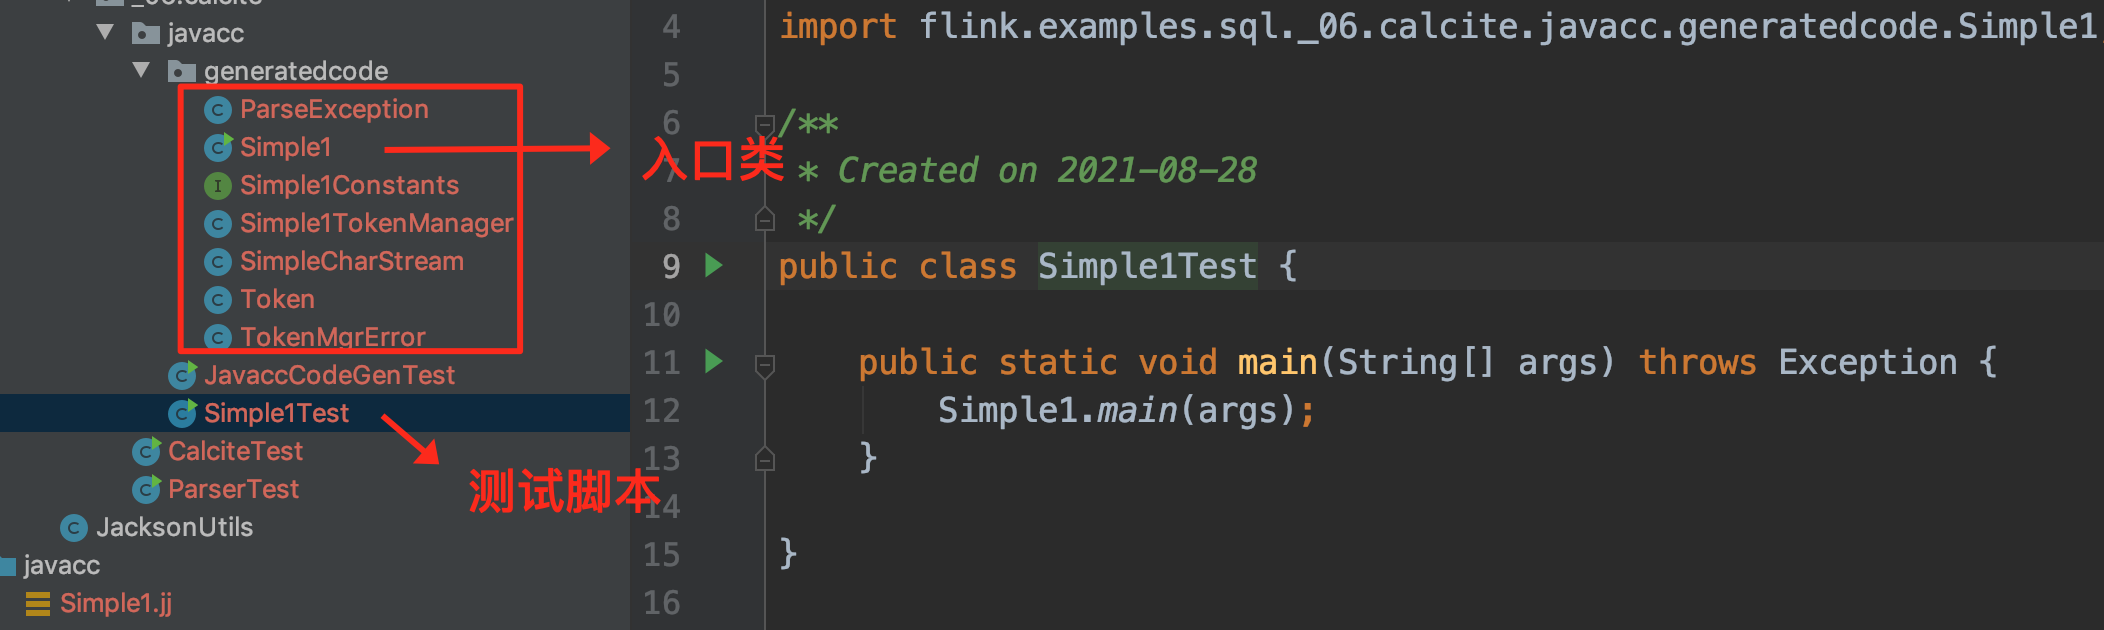 _06.calcite
javacc
generatedcode
ParseException
Simple1
Simple1Constants
Simple1TokenManager
SimpleCharStream
Token
TokenMgrError
JavaccCodeGenTest
Simple1Test
CalciteTest
ParserTest
JacksonUtils
javacc
Simple1.jj
入口类
测试脚本
4 import flink.examples.sql._06.calcite.javacc.generatedcode.Simple1
5
6 /**
7 * Created on 2021-08-28
8 */
9 public class Simple1Test {
10
11 public static void main(String[] args) throws Exception {
12 Simple1.main(args);
13 }
14
15 }
16